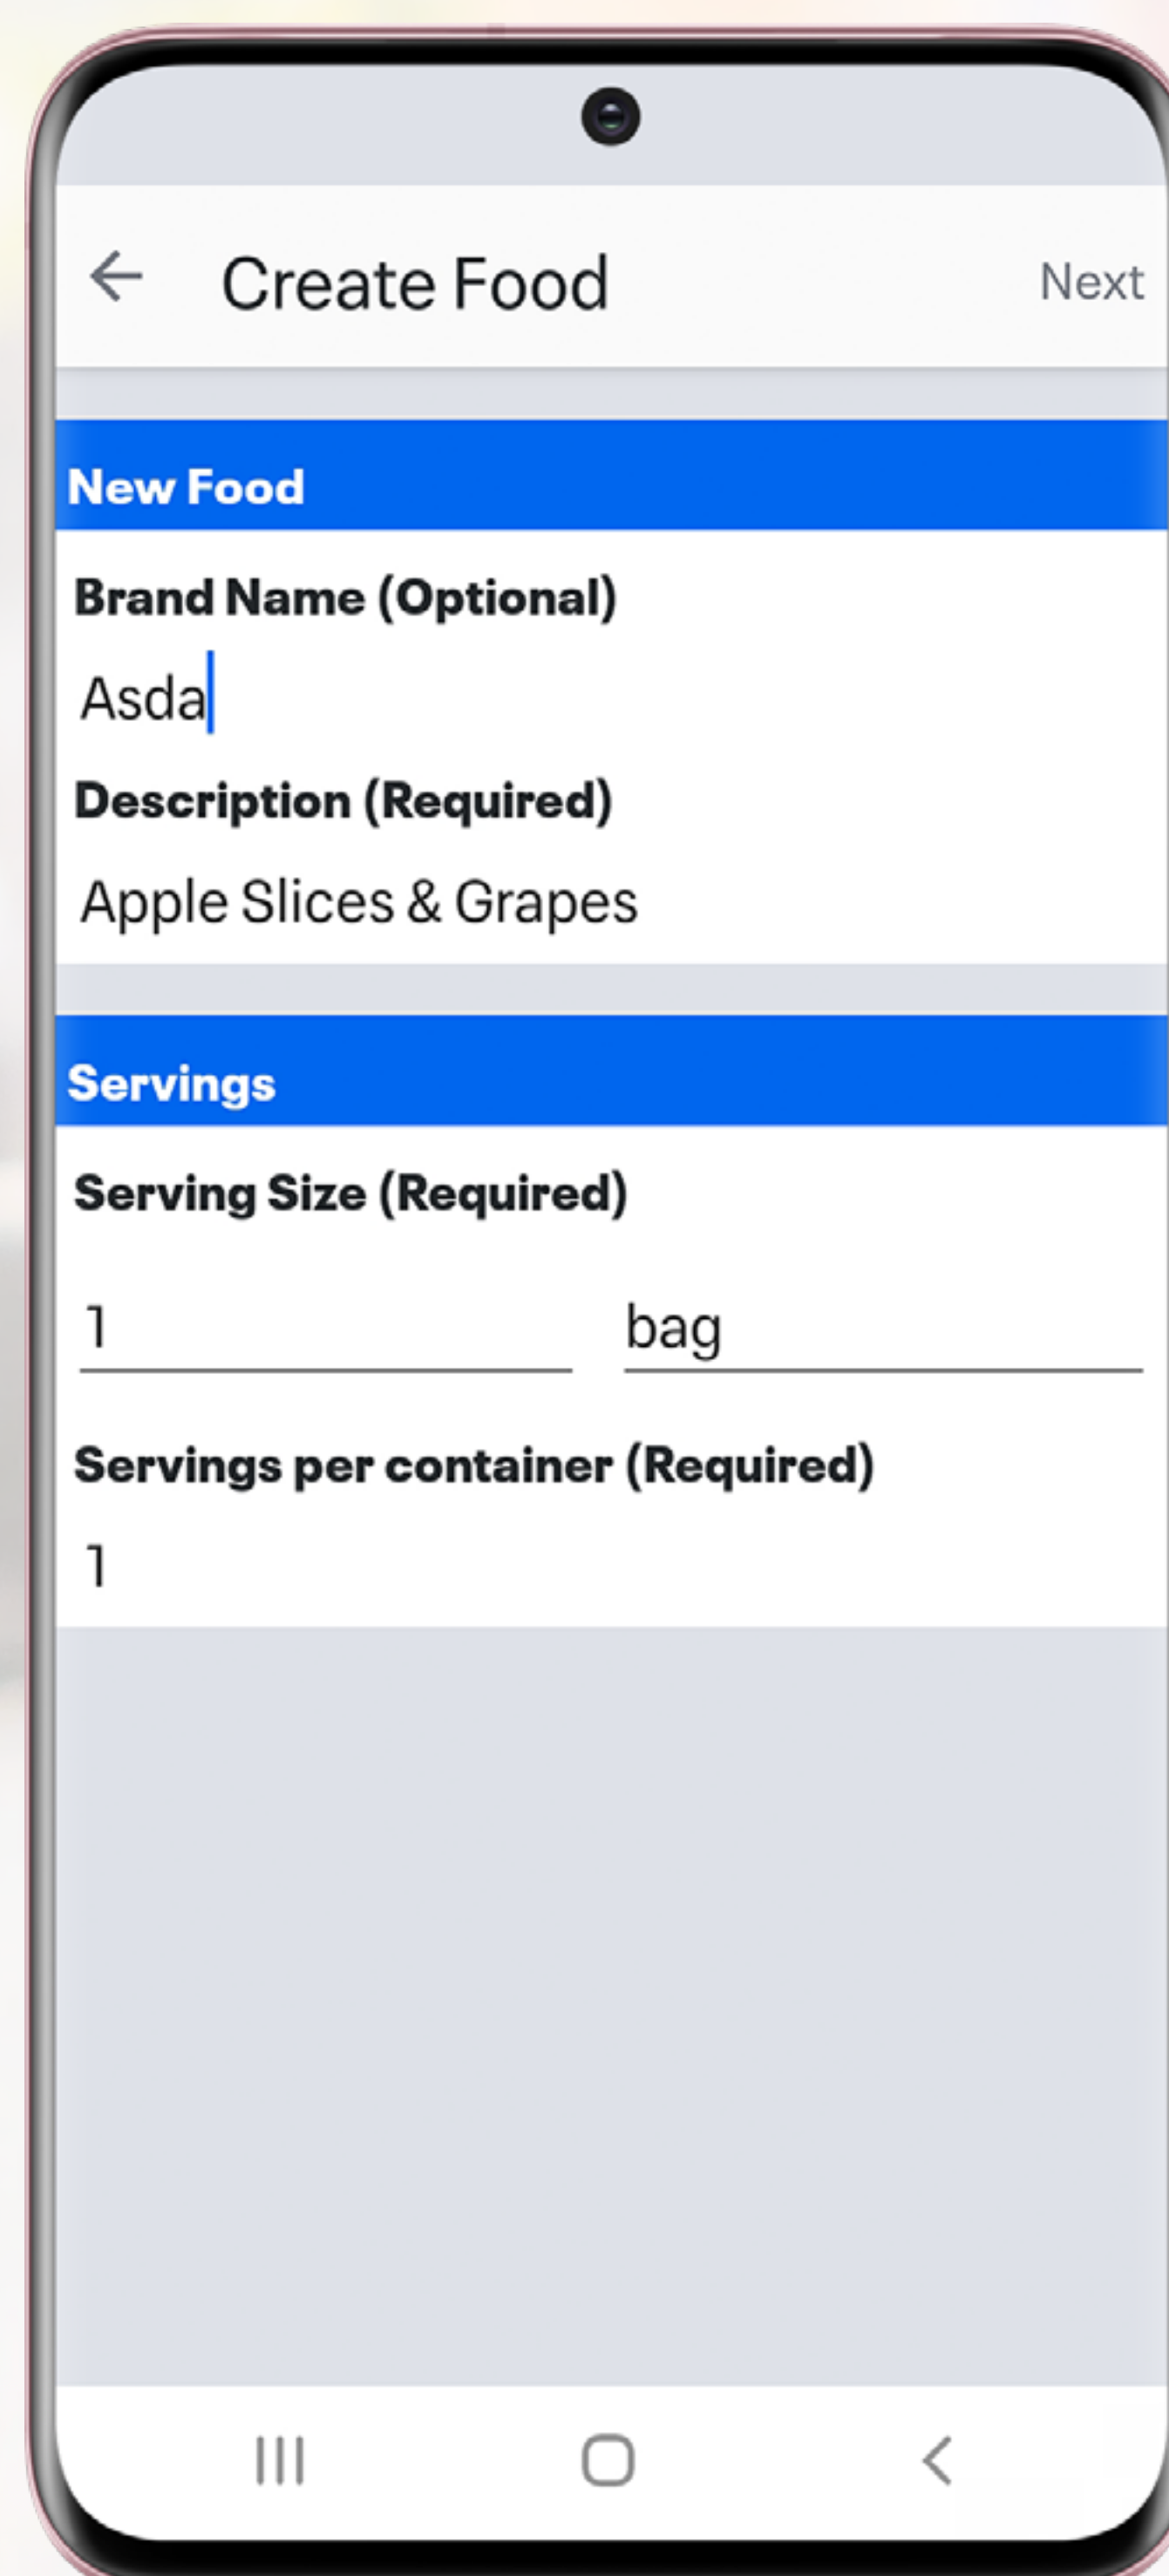 Create Food
Next
New Food
Brand Name (Optional)
Asda
Description (Required)
Apple Slices & Grapes
Servings
Serving Size (Required)
1 bag
Servings per container (Required)
1